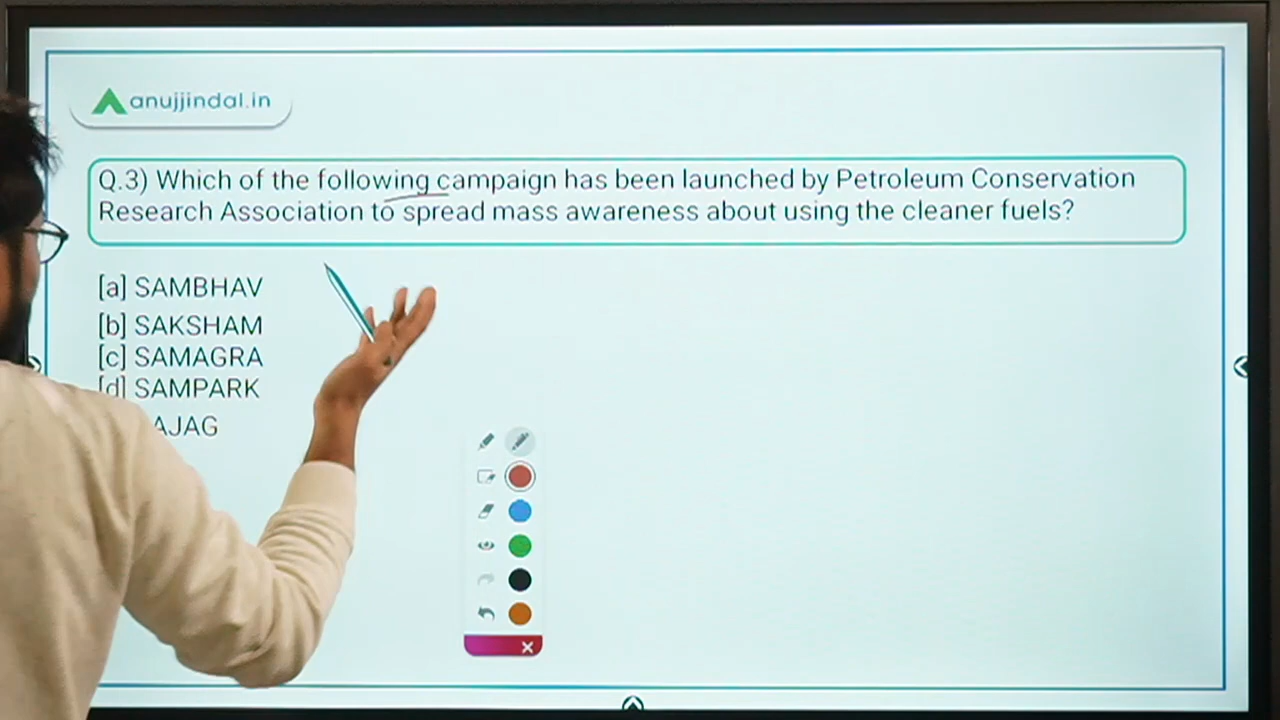 anujjindal.in
Q.3) Which of the following campaign has been launched by Petroleum Conservation
Research Association to spread mass awareness about using the cleaner fuels?
[a] SAMBHAV
[b] SAKSHAM
[c] SAMAGRA
[d] SAMPARK
AJAG